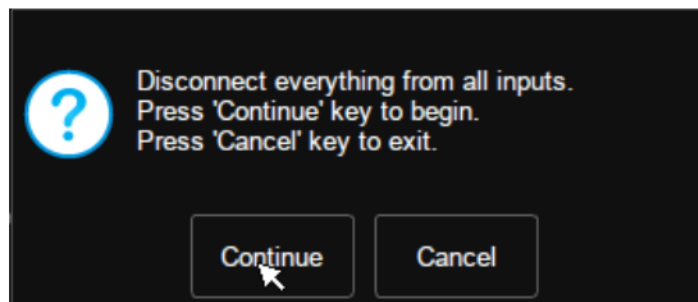 Disconnect everything from all inputs.
Press 'Continue' key to begin.
Press 'Cancel' key to exit.
Continue
Cancel